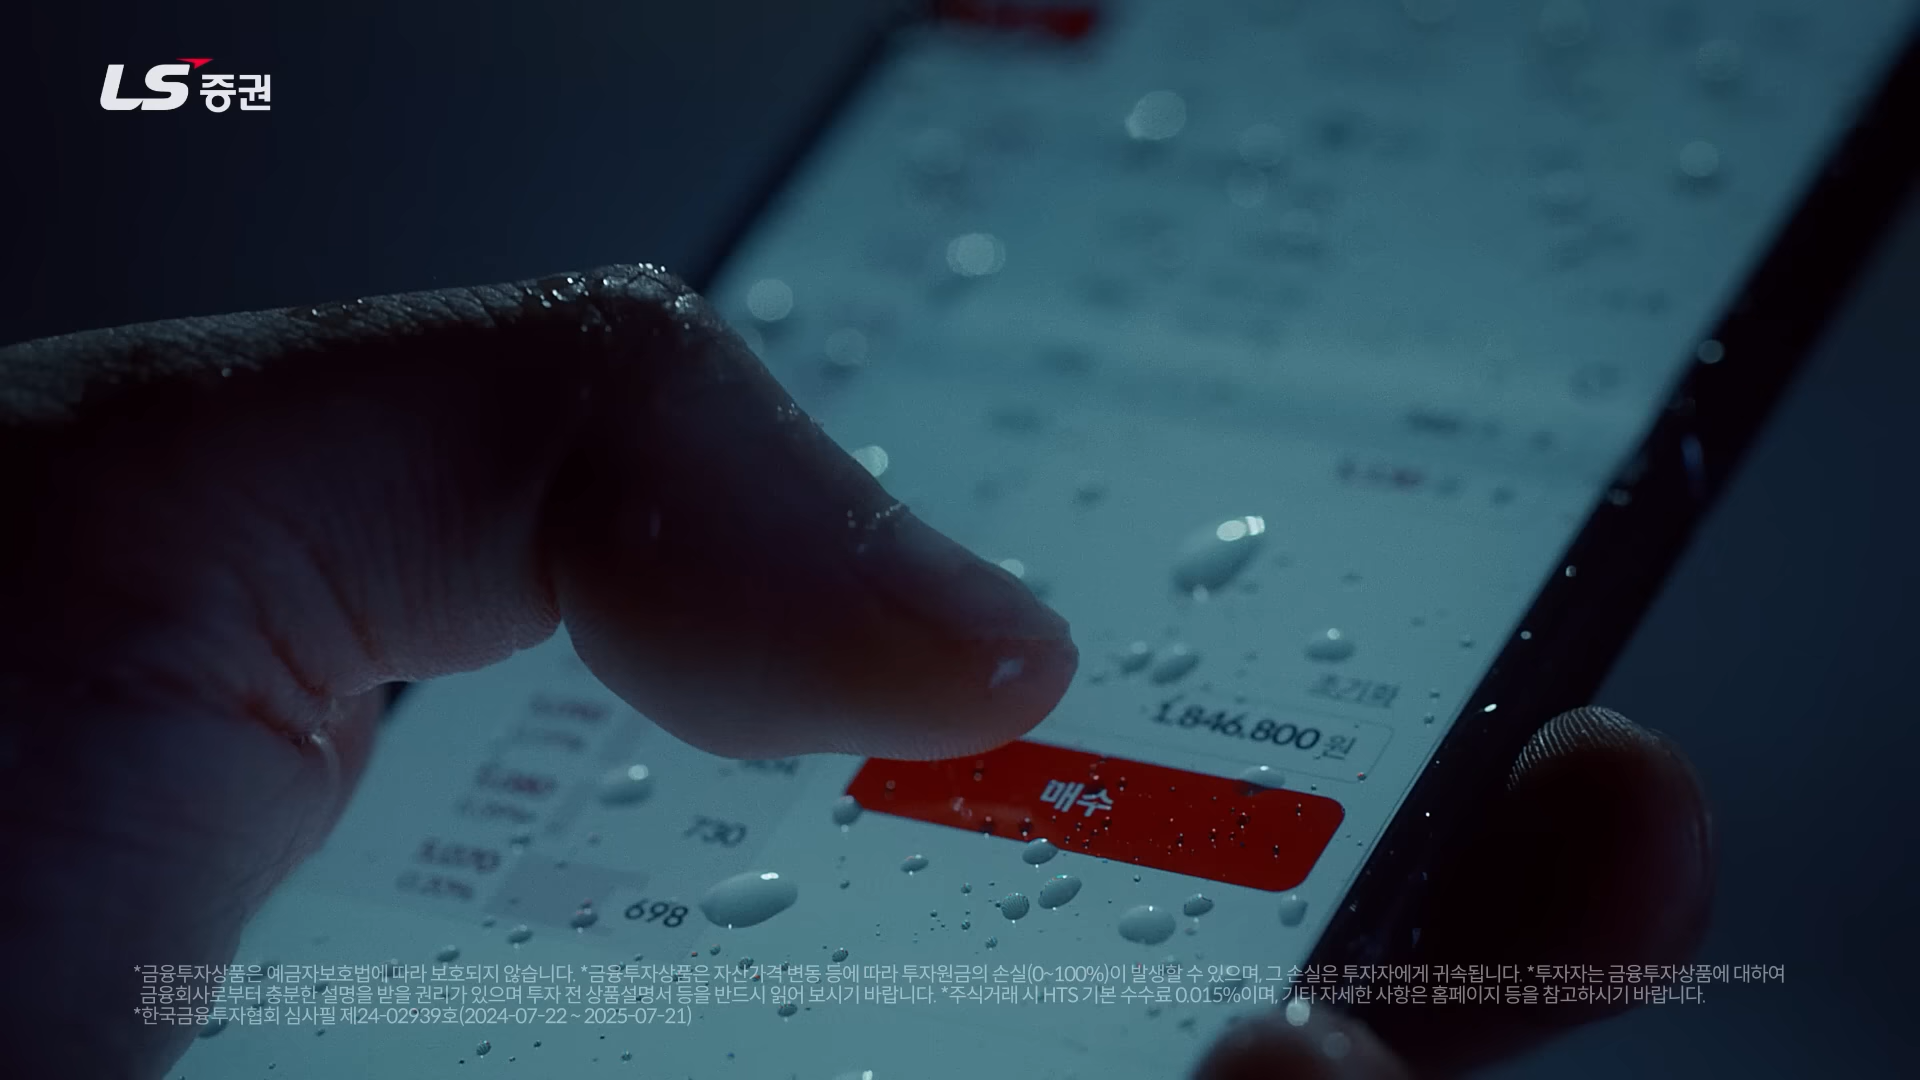 LS증권
초기화
1,846,800 원
매수
730
5,070
0.00%
698
*금융투자상품은 예금자보호법에 따라 보호되지 않습니다. *금융투자상품은 자산가격 변동 등에 따라 투자원금의 손실(0~100%)이 발생할 수 있으며, 그 손실은 투자자에게 귀속됩니다. *투자자는 금융투자상품에 대하여
금융회사로부터 충분한 설명을 받을 권리가 있으며 투자 전 상품설명서 등을 반드시 읽어 보시기 바랍니다. *주식거래 시 HTS 기본 수수료 0.015%이며, 기타 자세한 사항은 홈페이지 등을 참고하시기 바랍니다.
*한국금융투자협회 심사필 제24-02939호(2024-07-22 ~ 2025-07-21)